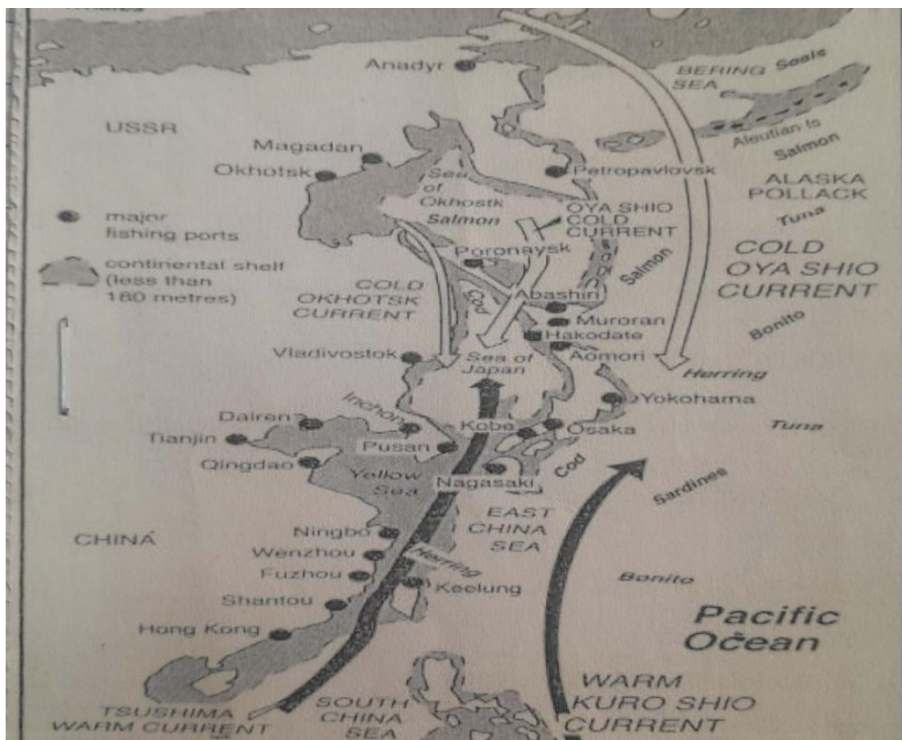 Anadyr
BERING
SEA
Seals
USSR
Aleutian Is
Salmon
Magadan
Okhotsk
Petropavlovsk
Sea
of
Okhostk
Salmon
ALASKA
POLLACK
Tuna
major
fishing ports
OYA SHIO
COLD
CURRENT
Poronaysk
Salmon
COLD
OYA SHIO
CURRENT
continental shelf
(less than
180 metres)
COLD
OKHOTSK
CURRENT
Cod
Abashiri
Muroran
Hakodate
Aomori
Bonito
Vladivostok
Sea of
Japan
Herring
Yokohama
Dairen
Inchon
Tianjin
Pusan
Kobe
Osaka
Tuna
Qingdao
Yellow
Sea
Nagasaki
Cod
Sardines
CHINA
Ningbo
EAST
CHINA
SEA
Wenzhou
Herring
Fuzhou
Keelung
Bonito
Shantou
Hong Kong
Pacific
Ocean
TSUSHIMA
WARM CURRENT
SOUTH
CHINA
SEA
WARM
KURO SHIO
CURRENT